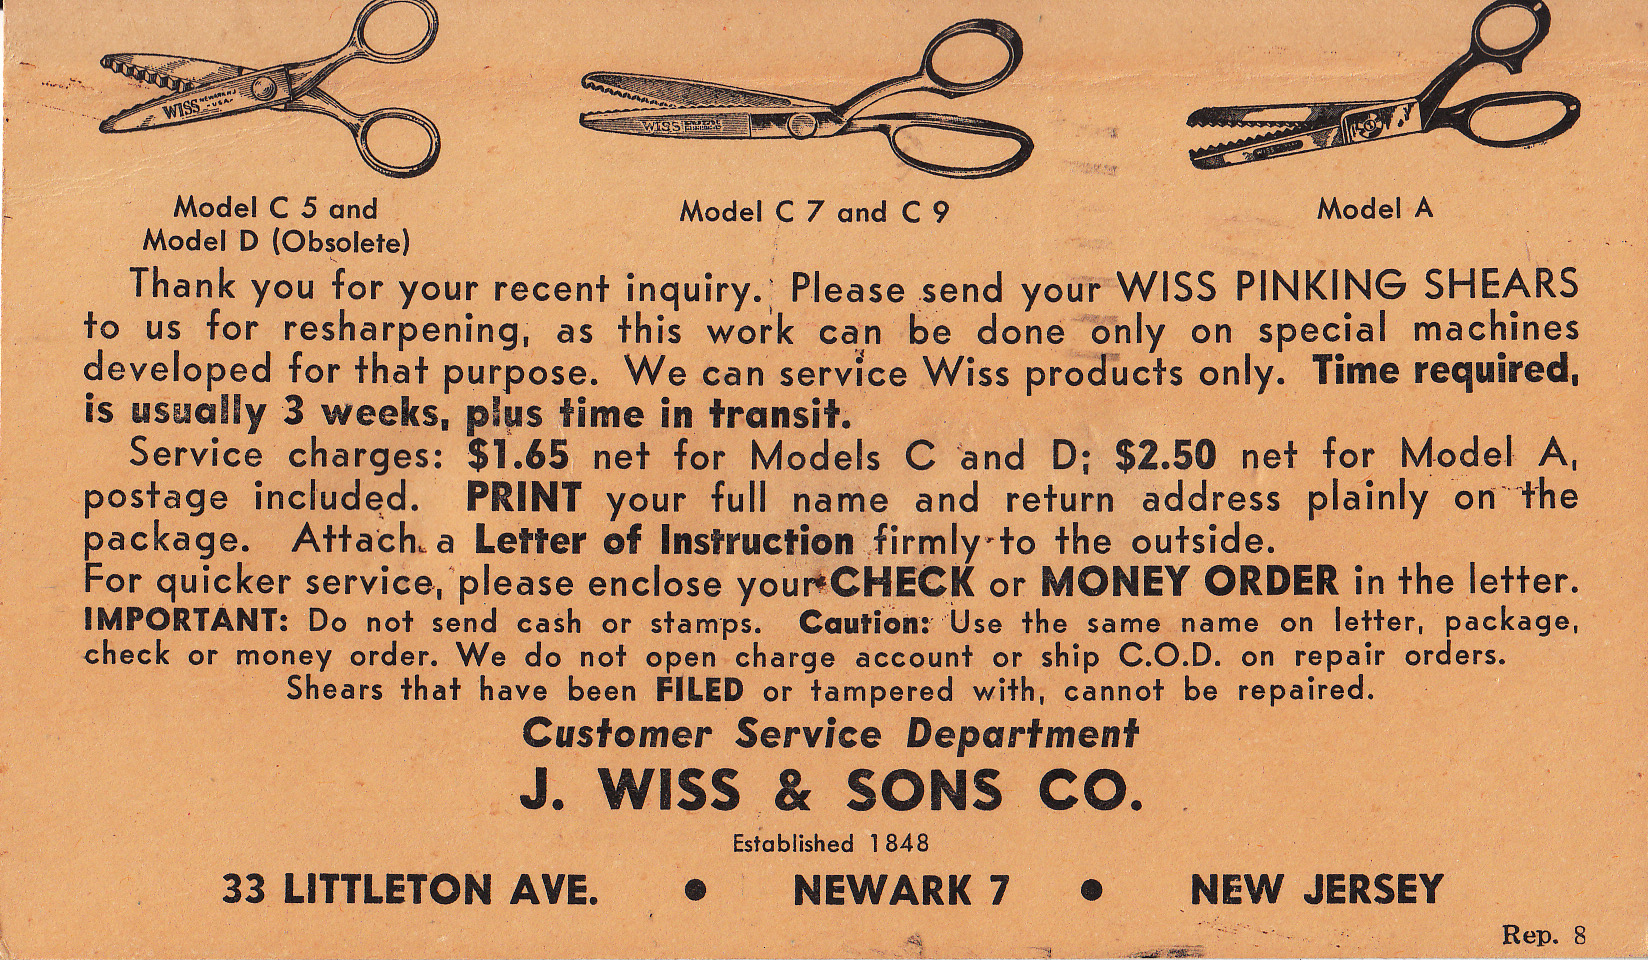 WISS NEWARK N.J. U.S.A.
WISS
WISS
Model C 5 and
Model D (Obsolete)
Model C 7 and C 9
Model A
Thank you for your recent inquiry. Please send your WISS PINKING SHEARS
to us for resharpening, as this work can be done only on special machines
developed for that purpose. We can service Wiss products only. Time required,
is usually 3 weeks, plus time in transit.
Service charges: $1.65 net for Models C and D; $2.50 net for Model A,
postage included. PRINT your full name and return address plainly on the
package. Attach a Letter of Instruction firmly to the outside.
For quicker service, please enclose your CHECK or MONEY ORDER in the letter.
IMPORTANT: Do not send cash or stamps. Caution: Use the same name on letter, package,
check or money order. We do not open charge account or ship C.O.D. on repair orders.
Shears that have been FILED or tampered with, cannot be repaired.
Customer Service Department
J. WISS & SONS CO.
Established 1848
33 LITTLETON AVE. • NEWARK 7 • NEW JERSEY
Rep. 8